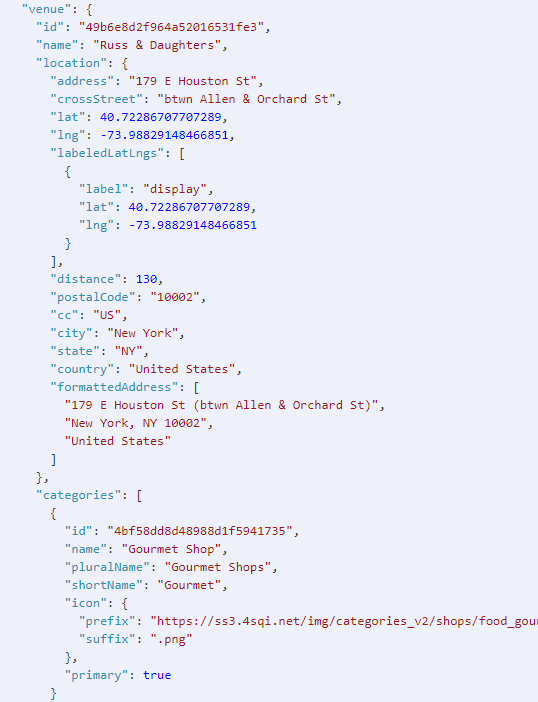 "venue": {
"id": "49b6e8d2f964a52016531fe3",
"name": "Russ & Daughters",
"location": {
"address": "179 E Houston St",
"crossStreet": "btwn Allen & Orchard St",
"lat": 40.72286707707289,
"lng": -73.98829148466851,
"labeledLatLngs": [
{
"label": "display",
"lat": 40.72286707707289,
"lng": -73.98829148466851
}
],
"distance": 130,
"postalCode": "10002",
"cc": "US",
"city": "New York",
"state": "NY",
"country": "United States",
"formattedAddress": [
"179 E Houston St (btwn Allen & Orchard St)",
"New York, NY 10002",
"United States"
]
},
"categories": [
{
"id": "4bf58dd8d48988d1f5941735",
"name": "Gourmet Shop",
"pluralName": "Gourmet Shops",
"shortName": "Gourmet",
"icon": {
"prefix": "https://ss3.4sqi.net/img/categories_v2/shops/food_gour
"suffix": ".png"
},
"primary": true
}